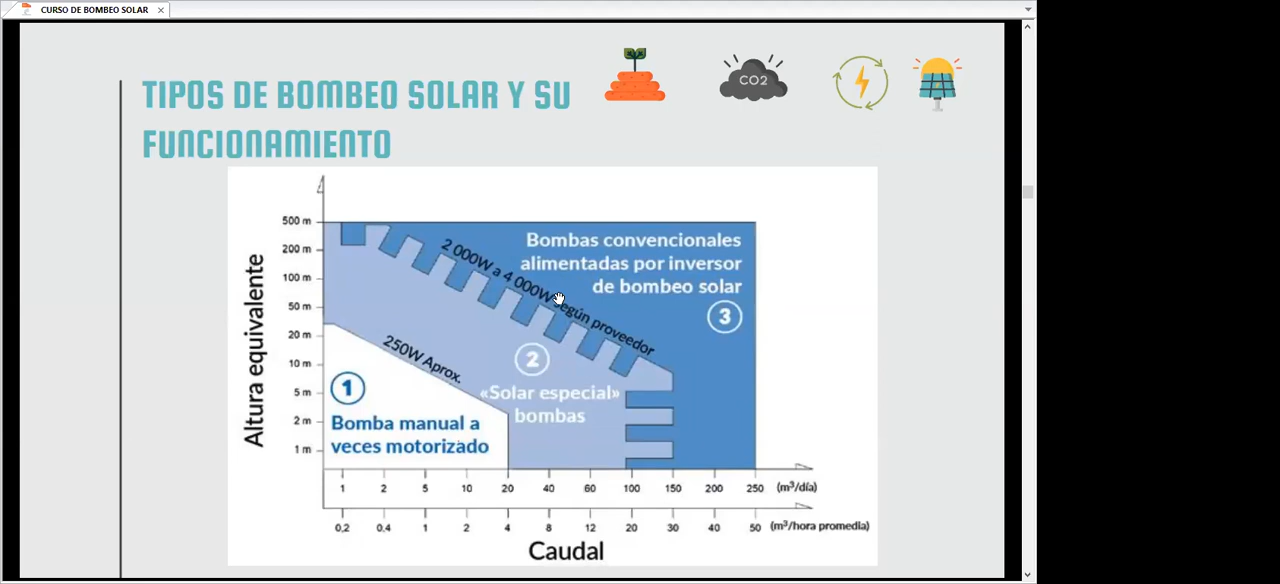 CURSO DE BOMBEO SOLAR
TIPOS DE BOMBEO SOLAR Y SU
FUNCIONAMIENTO
CO2
Altura equivalente
500 m
200 m
100 m
50 m
20 m
10 m
5 m
2 m
1 m
2 000W a 4 000W según proveedor
Bombas convencionales
alimentadas por inversor
de bombeo solar
3
250W Aprox.
2
«Solar especial»
bombas
1
Bomba manual a
veces motorizado
1 2 5 10 20 40 60 100 150 200 250 (m³/día)
0,2 0,4 1 2 4 8 12 20 30 40 50 (m³/hora promedia)
Caudal